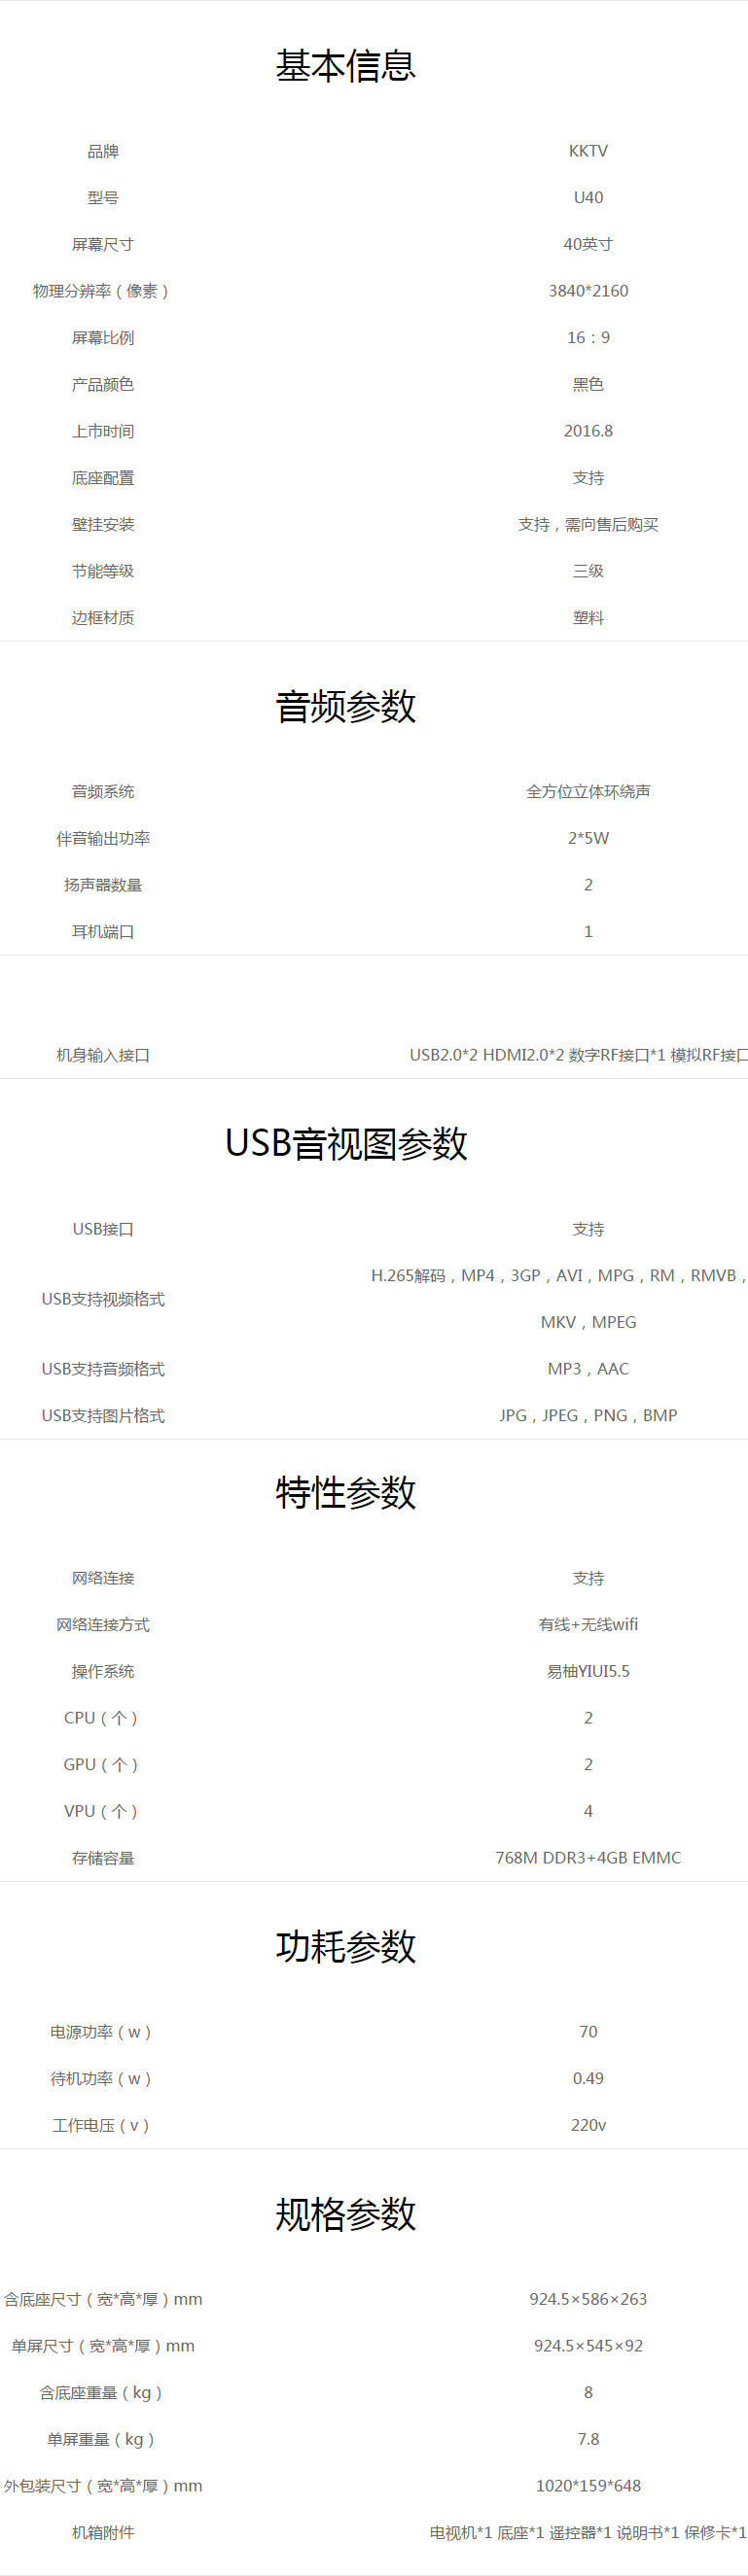 基本信息
品牌 KKTV
型号 U40
屏幕尺寸 40英寸
物理分辨率（像素） 3840*2160
屏幕比例 16：9
产品颜色 黑色
上市时间 2016.8
底座配置 支持
壁挂安装 支持，需向售后购买
节能等级 三级
边框材质 塑料
音频参数
音频系统 全方位立体环绕声
伴音输出功率 2*5W
扬声器数量 2
耳机端口 1
机身输入接口 USB2.0*2 HDMI2.0*2 数字RF接口*1 模拟RF接口
USB音视图参数
USB接口 支持
USB支持视频格式 H.265解码，MP4，3GP，AVI，MPG，RM，RMVB，
MKV，MPEG
USB支持音频格式 MP3，AAC
USB支持图片格式 JPG，JPEG，PNG，BMP
特性参数
网络连接 支持
网络连接方式 有线+无线wifi
操作系统 易柚YIUI5.5
CPU（个） 2
GPU（个） 2
VPU（个） 4
存储容量 768M DDR3+4GB EMMC
功耗参数
电源功率（w） 70
待机功率（w） 0.49
工作电压（v） 220v
规格参数
含底座尺寸（宽*高*厚）mm 924.5×586×263
单屏尺寸（宽*高*厚）mm 924.5×545×92
含底座重量（kg） 8
单屏重量（kg） 7.8
外包装尺寸（宽*高*厚）mm 1020*159*648
机箱附件 电视机*1 底座*1 遥控器*1 说明书*1 保修卡*1